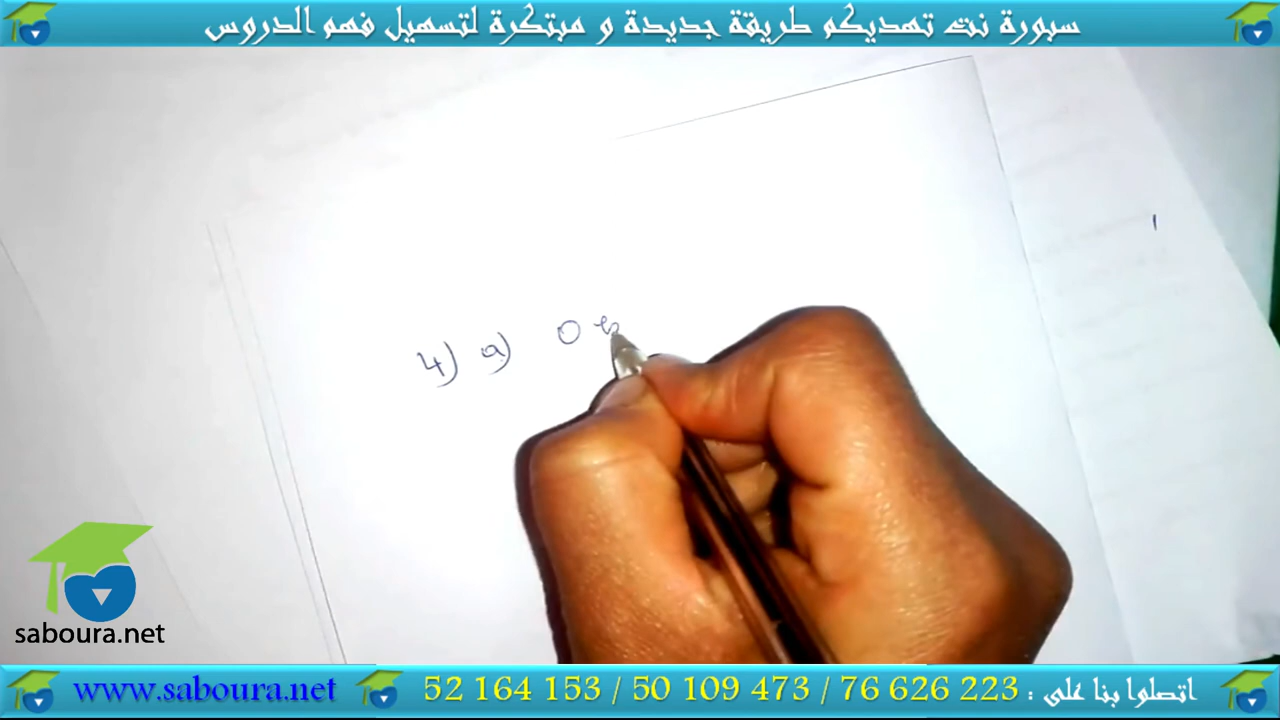 سبورة نت تهديكم طريقة جديدة و مبتكرة لتسهيل فهم الدروس
4) a) O
saboura.net
www.saboura.net 52 164 153 / 50 109 473 / 76 626 223 : اتصلوا بنا على